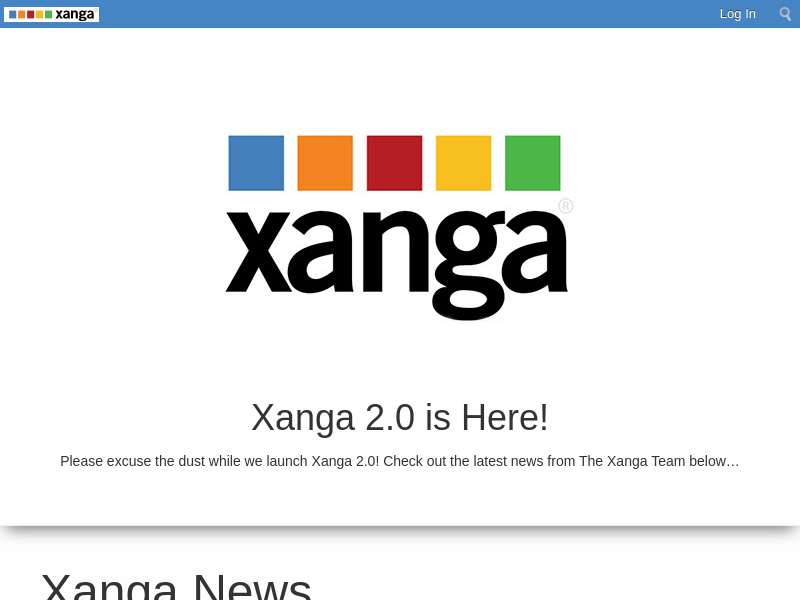 xanga
Log In
xanga®
Xanga 2.0 is Here!
Please excuse the dust while we launch Xanga 2.0! Check out the latest news from The Xanga Team below…
Xanga News